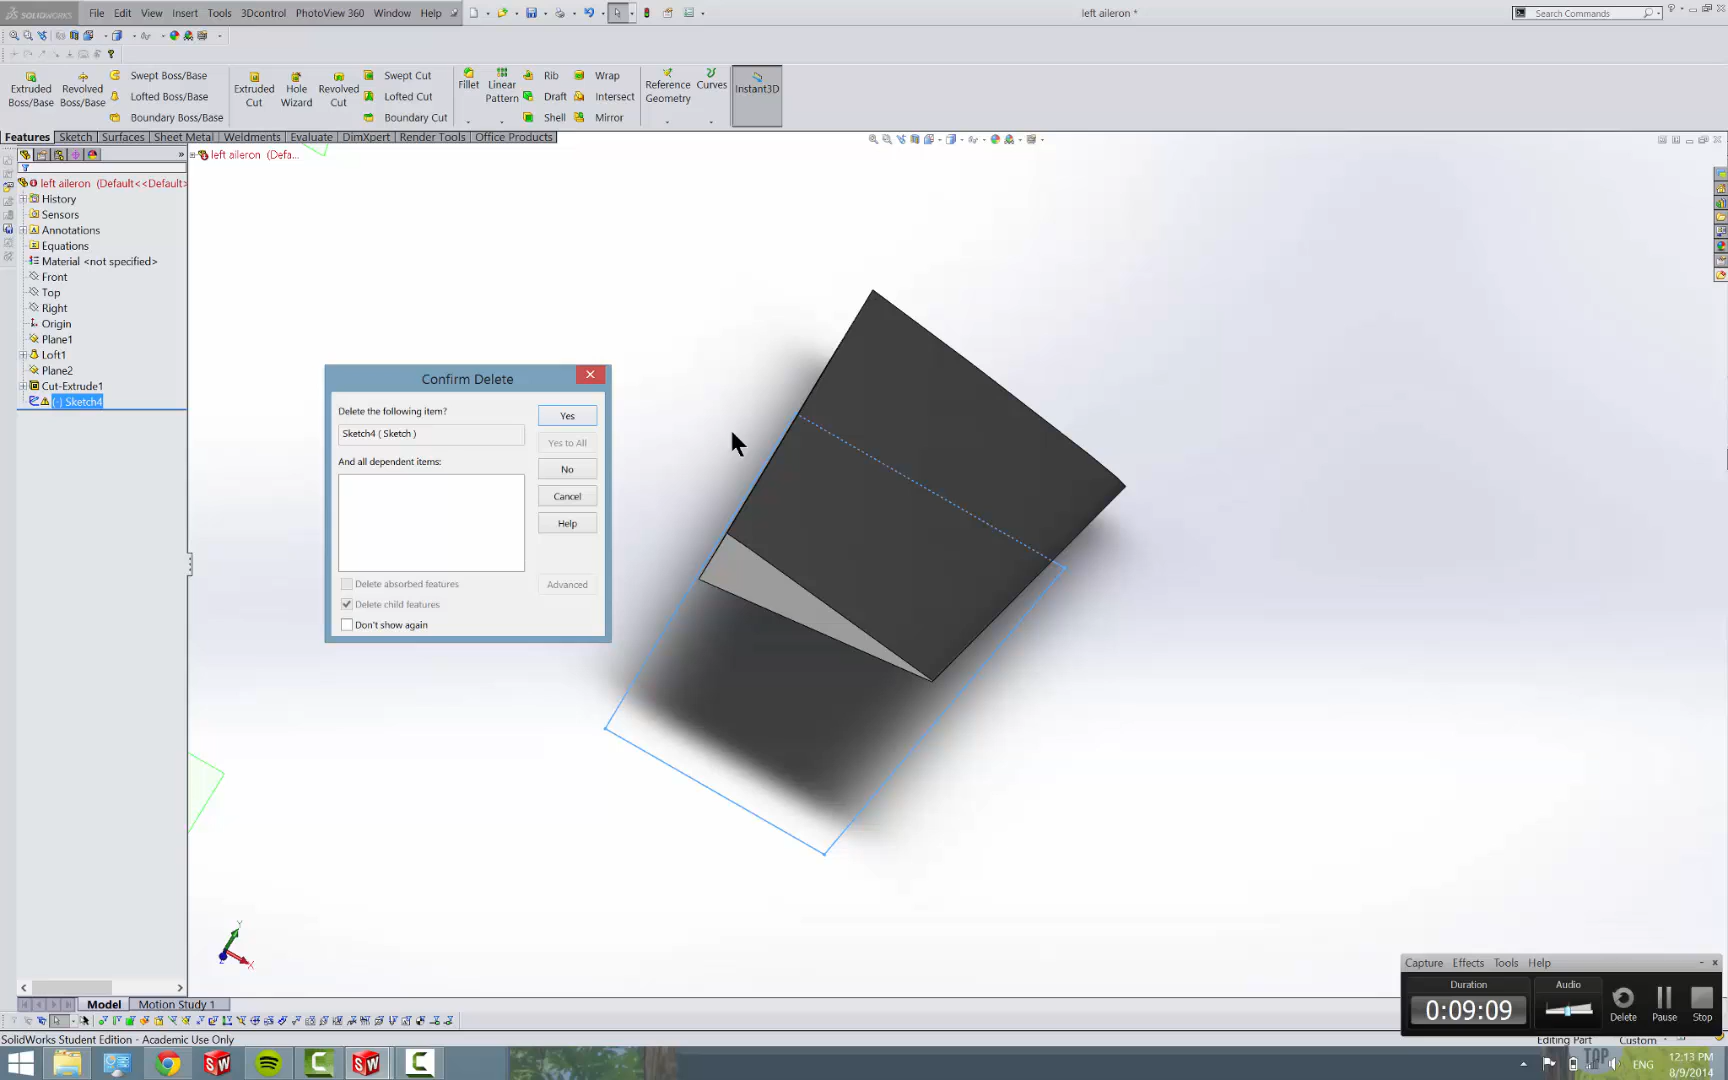 SOLIDWORKS File Edit View Insert Tools 3Dcontrol PhotoView 360 Window Help left aileron * Search Commands
Extruded Boss/Base
Revolved Boss/Base
Swept Boss/Base
Lofted Boss/Base
Boundary Boss/Base
Extruded Cut
Hole Wizard
Revolved Cut
Swept Cut
Lofted Cut
Boundary Cut
Fillet
Linear Pattern
Rib
Draft
Shell
Wrap
Intersect
Mirror
Reference Geometry
Curves
Instant3D
Features Sketch Surfaces Sheet Metal Weldments Evaluate DimXpert Render Tools Office Products
left aileron (Defa...
left aileron (Default<<Default>
History
Sensors
Annotations
Equations
Material <not specified>
Front
Top
Right
Origin
Plane1
Loft1
Plane2
Cut-Extrude1
(-) Sketch4
Confirm Delete
Delete the following item?
Sketch4 ( Sketch )
And all dependent items:
Yes
Yes to All
No
Cancel
Help
Advanced
Delete absorbed features
Delete child features
Don't show again
Y
X
Z
Capture Effects Tools Help
Duration
0:09:09
Audio
Delete
Pause
Stop
Model Motion Study 1
SolidWorks Student Edition - Academic Use Only
Editing Part Custom
ENG
12:13 PM
8/9/2014